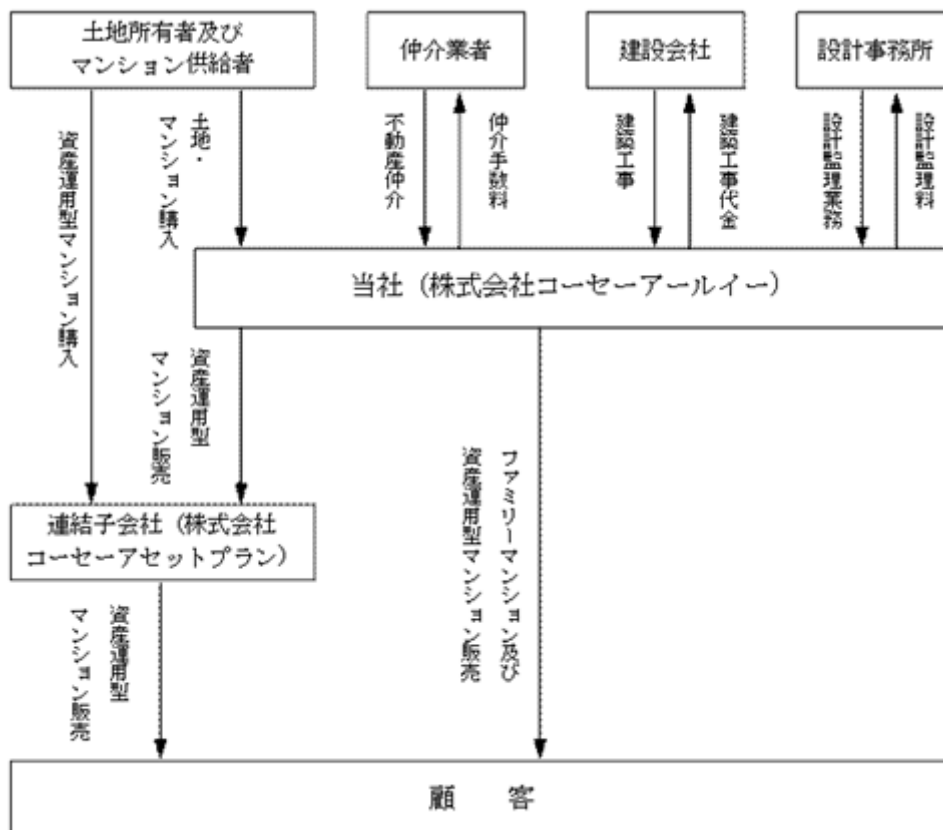 土地所有者及び
マンション供給者
仲介業者
建設会社
設計事務所
資産運用型マンション購入
土地・
マンション購入
不動産仲介
仲介手数料
建築工事
建築工事代金
設計監理業務
設計監理料
当社（株式会社コーセーアールイー）
資産運用型
マンション販売
ファミリーマンション及び
資産運用型マンション販売
連結子会社（株式会社
コーセーアセットプラン）
資産運用型
マンション販売
顧　客